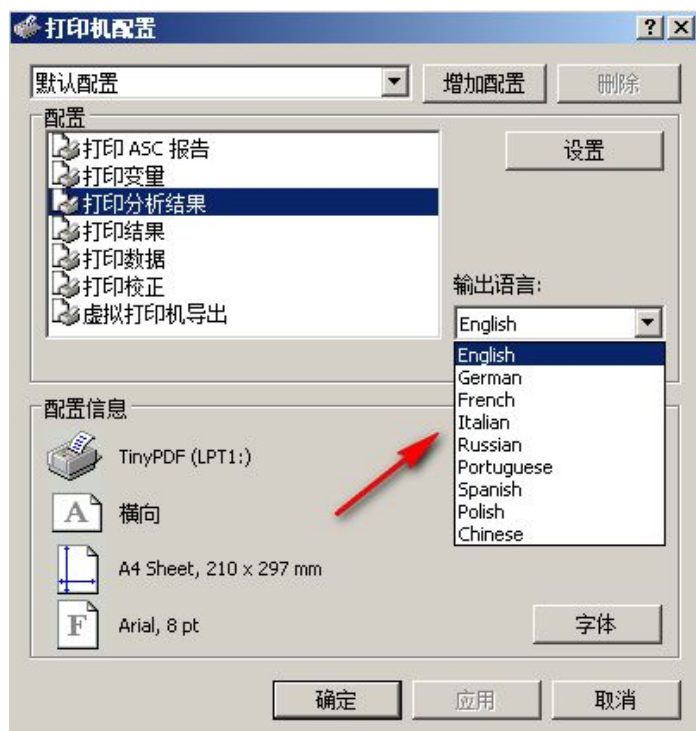 打印机配置
默认配置
增加配置
删除
配置
打印 ASC 报告
打印变量
打印分析结果
打印结果
打印数据
打印校正
虚拟打印机导出
设置
输出语言:
English
English
German
French
Italian
Russian
Portuguese
Spanish
Polish
Chinese
配置信息
TinyPDF (LPT1:)
A
横向
A4 Sheet, 210 x 297 mm
F
Arial, 8 pt
字体
确定
应用
取消